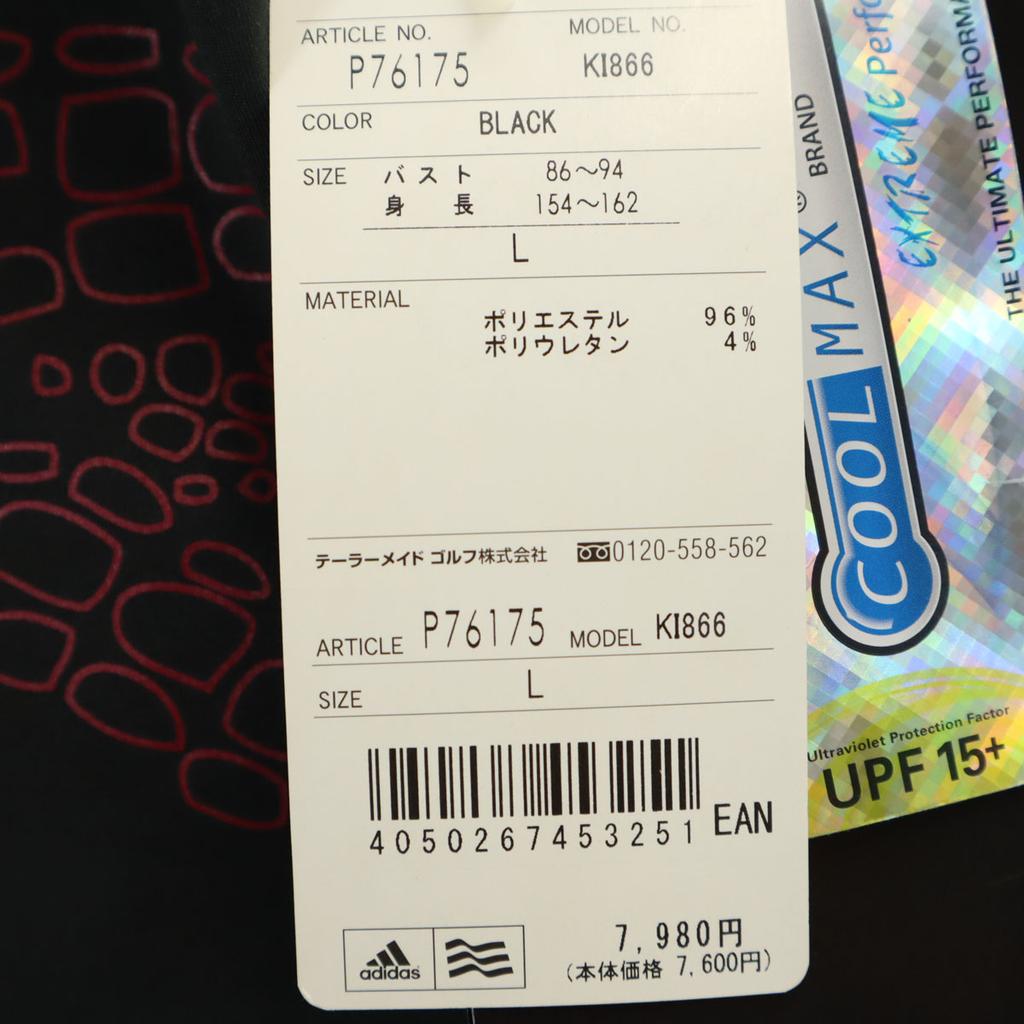 ARTICLE NO. MODEL NO.
P76175 KI866
COLOR BLACK
SIZE バスト 86～94
身長 154～162
L
MATERIAL
ポリエステル 96%
ポリウレタン 4%
テーラーメイド ゴルフ株式会社 0120-558-562
ARTICLE P76175 MODEL KI866
SIZE L
4050267453251 EAN
adidas
7,980円
(本体価格 7,600円)
COOLMAX® BRAND
EXTREME
THE ULTIMATE
Ultraviolet Protection Factor
UPF 15+